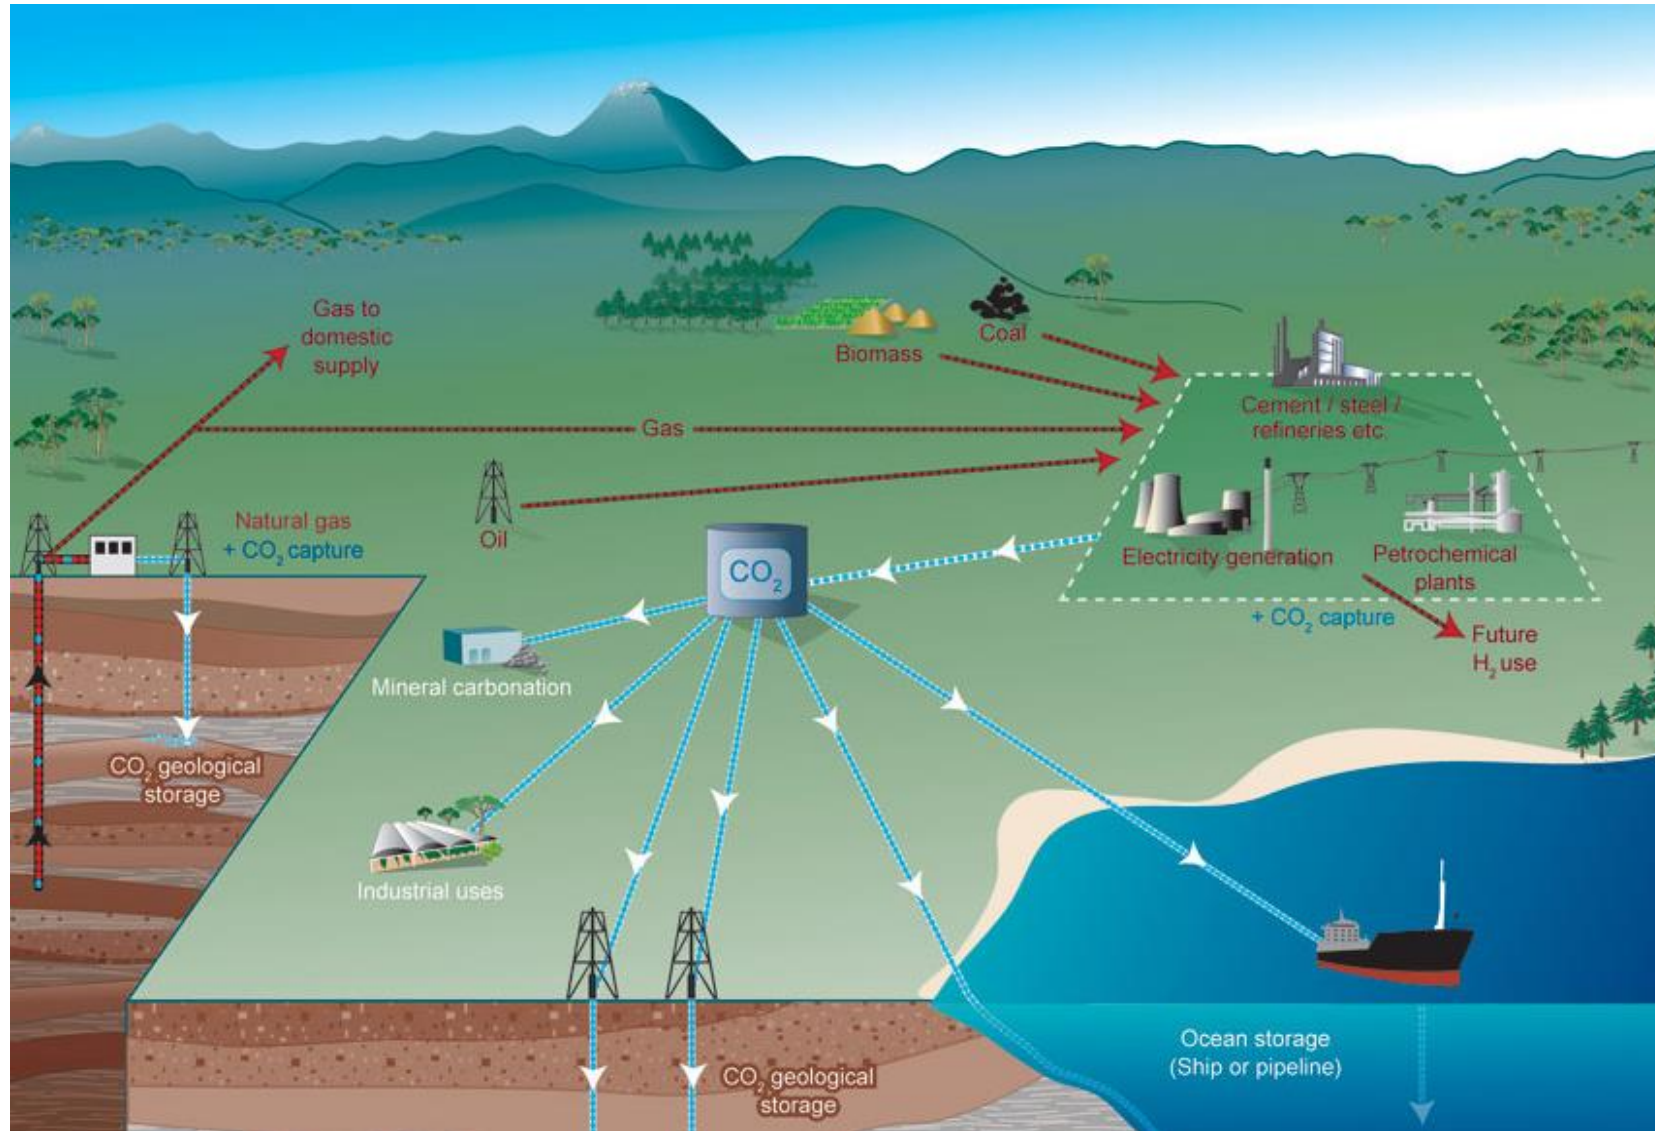 Gas to
domestic
supply
Coal
Biomass
Cement / steel /
refineries etc.
Gas
Natural gas
+ CO₂ capture
Oil
Electricity generation
Petrochemical
plants
CO₂
+ CO₂ capture
Future
H₂ use
Mineral carbonation
CO₂ geological
storage
Industrial uses
Ocean storage
(Ship or pipeline)
CO₂ geological
storage